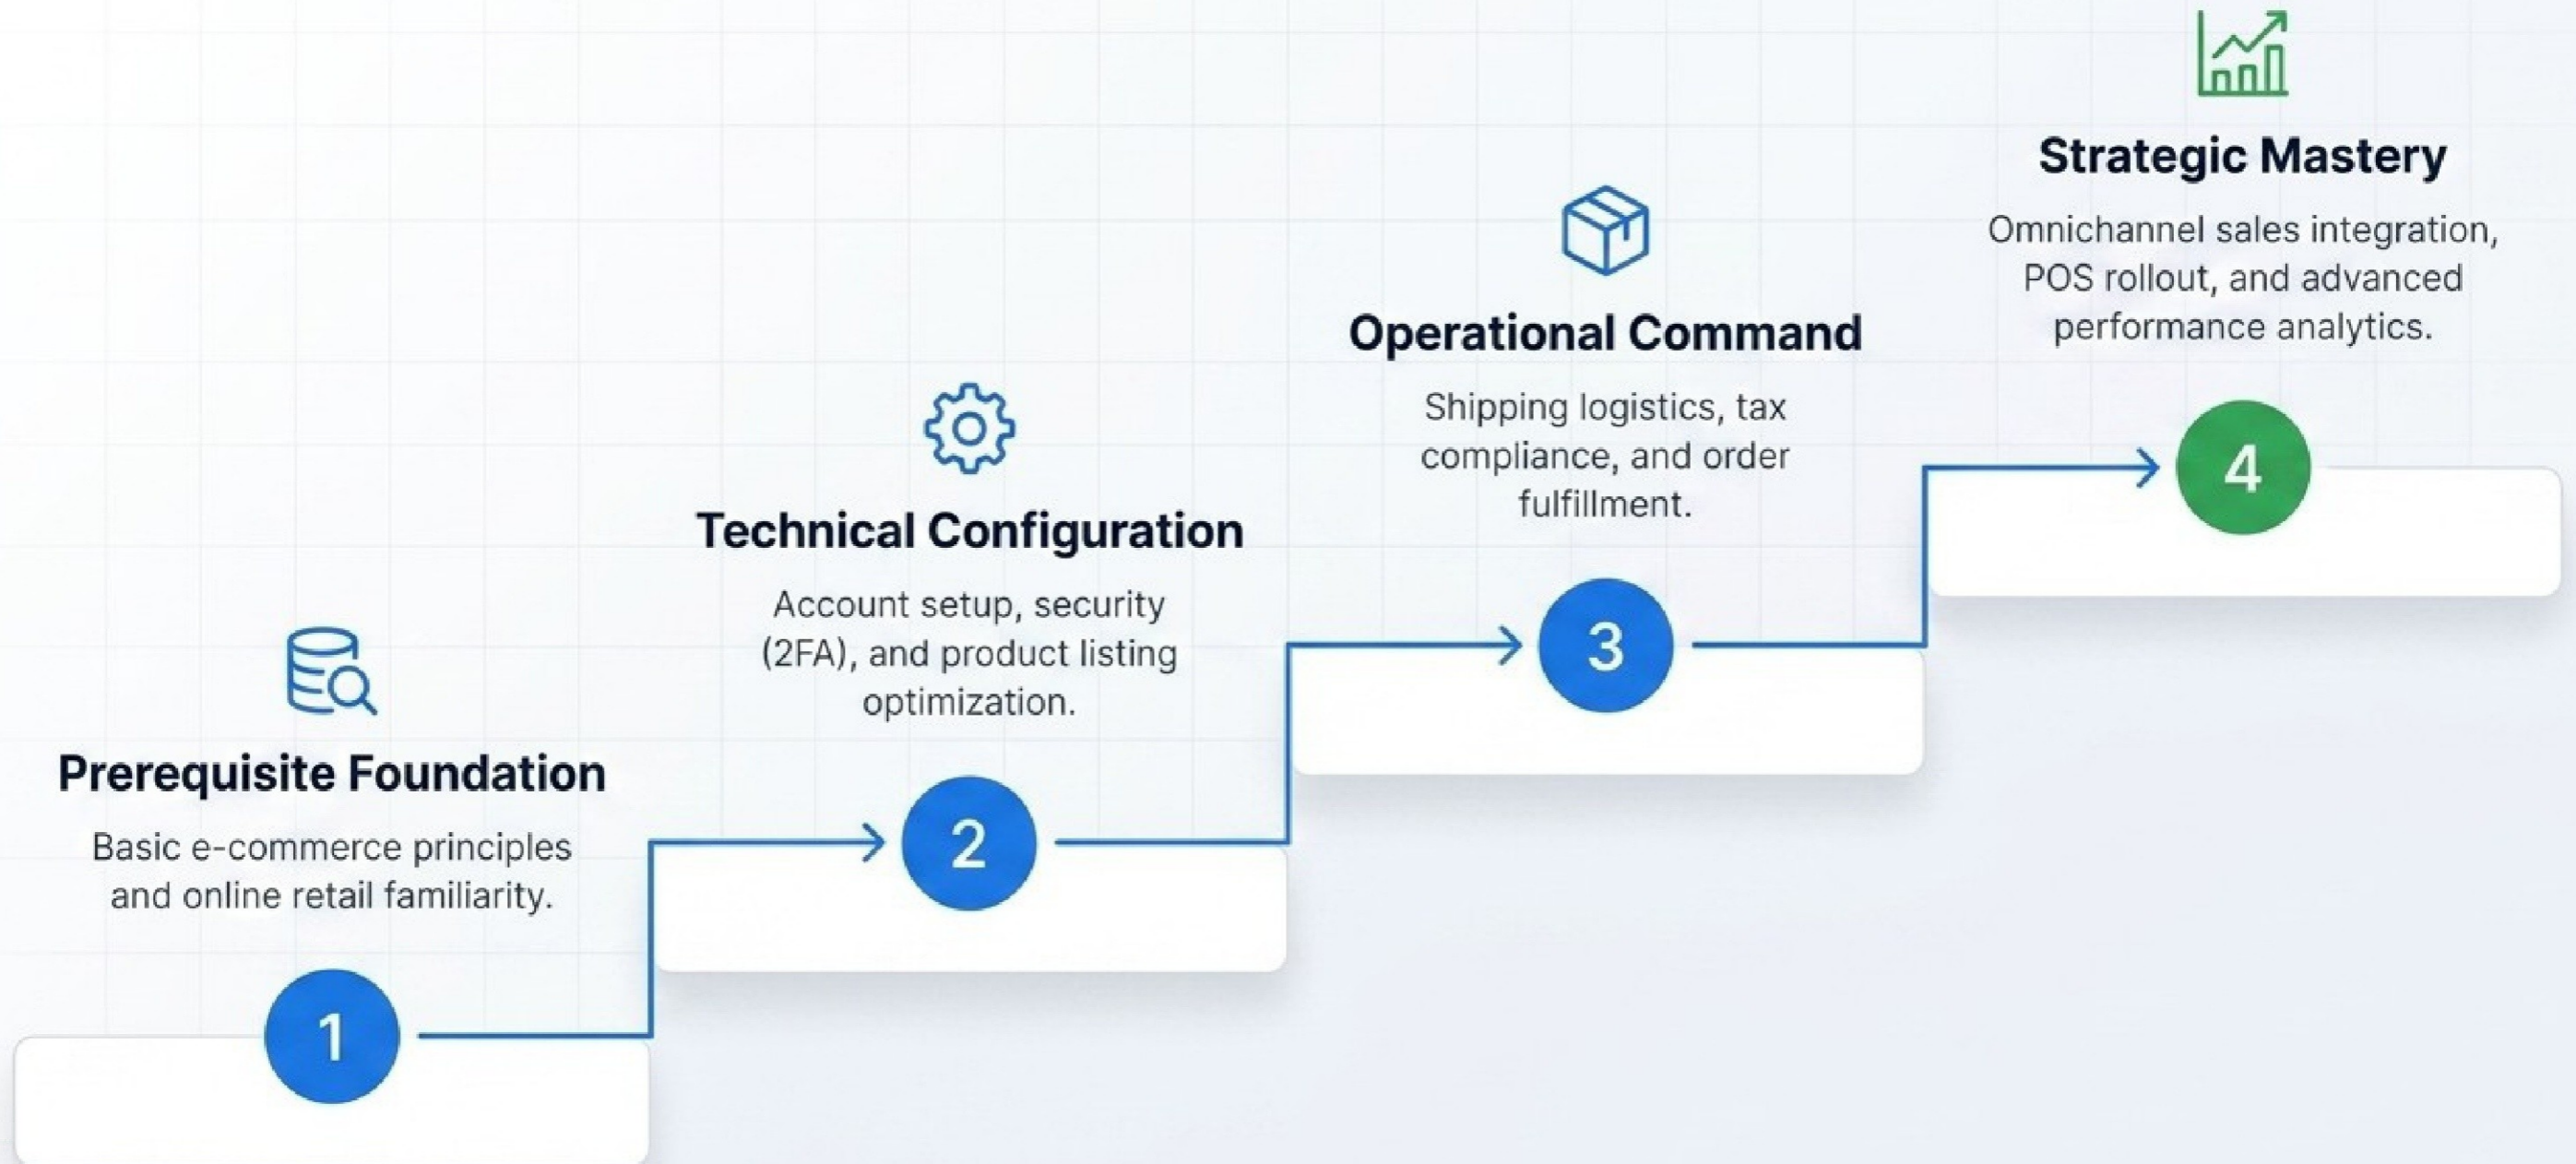 Prerequisite Foundation
Basic e-commerce principles
and online retail familiarity.
1
Technical Configuration
Account setup, security
(2FA), and product listing
optimization.
2
Operational Command
Shipping logistics, tax
compliance, and order
fulfillment.
3
Strategic Mastery
Omnichannel sales integration,
POS rollout, and advanced
performance analytics.
4